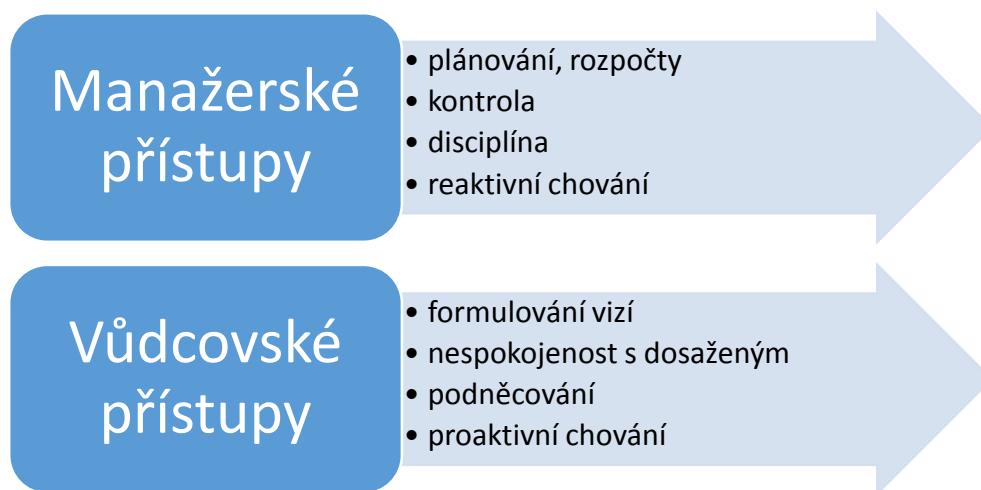 Manažerské
přístupy
• plánování, rozpočty
• kontrola
• disciplína
• reaktivní chování
Vůdcovské
přístupy
• formulování vizí
• nespokojenost s dosaženým
• podněcování
• proaktivní chování